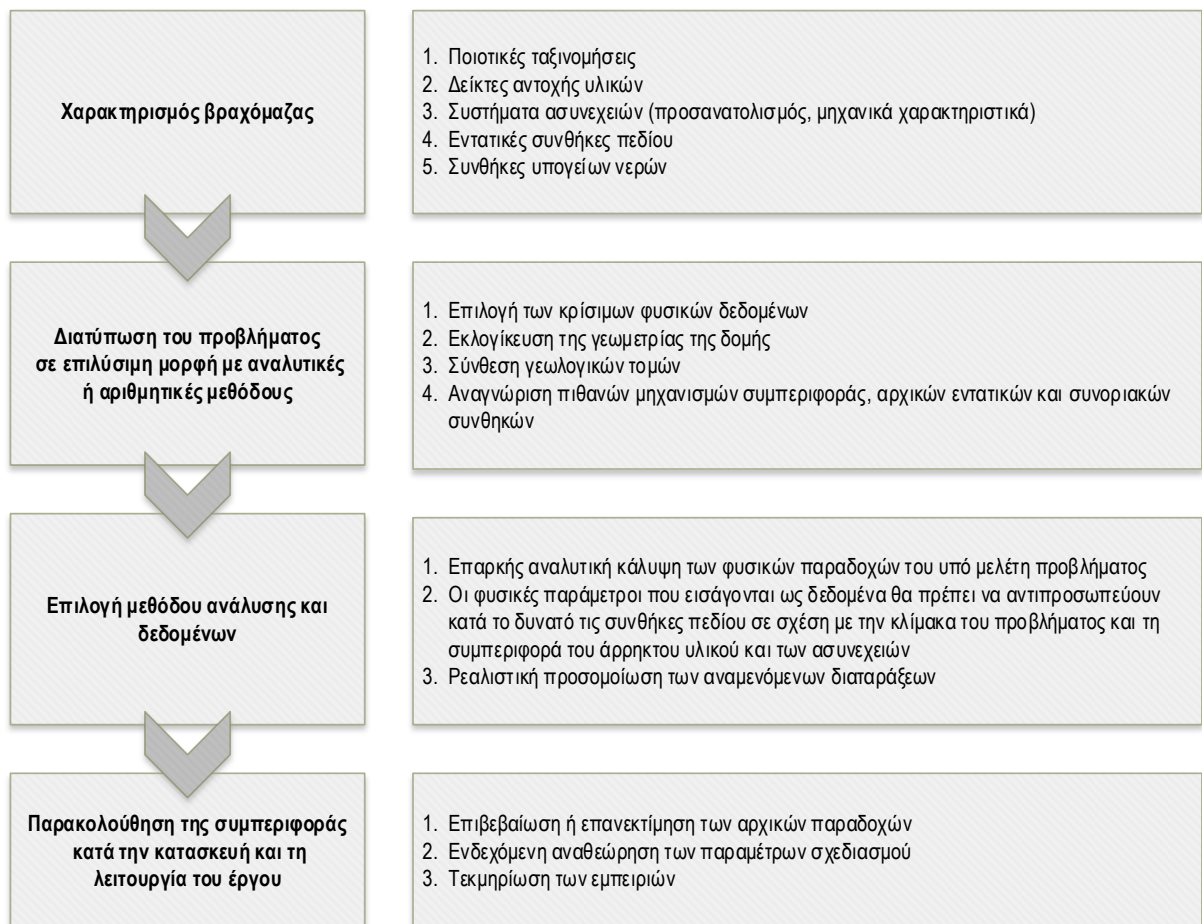 Χαρακτηρισμός βραχόμαζας
1. Ποιοτικές ταξινομήσεις
2. Δείκτες αντοχής υλικών
3. Συστήματα ασυνεχειών (προσανατολισμός, μηχανικά χαρακτηριστικά)
4. Εντατικές συνθήκες πεδίου
5. Συνθήκες υπογείων νερών
Διατύπωση του προβλήματος
σε επιλύσιμη μορφή με αναλυτικές
ή αριθμητικές μεθόδους
1. Επιλογή των κρίσιμων φυσικών δεδομένων
2. Εκλογίκευση της γεωμετρίας της δομής
3. Σύνθεση γεωλογικών τομών
4. Αναγνώριση πιθανών μηχανισμών συμπεριφοράς, αρχικών εντατικών και συνοριακών
συνθηκών
Επιλογή μεθόδου ανάλυσης και
δεδομένων
1. Επαρκής αναλυτική κάλυψη των φυσικών παραδοχών του υπό μελέτη προβλήματος
2. Οι φυσικές παράμετροι που εισάγονται ως δεδομένα θα πρέπει να αντιπροσωπεύουν
κατά το δυνατό τις συνθήκες πεδίου σε σχέση με την κλίμακα του προβλήματος και τη
συμπεριφορά του άρρηκτου υλικού και των ασυνεχειών
3. Ρεαλιστική προσομοίωση των αναμενόμενων διαταράξεων
Παρακολούθηση της συμπεριφοράς
κατά την κατασκευή και τη
λειτουργία του έργου
1. Επιβεβαίωση ή επανεκτίμηση των αρχικών παραδοχών
2. Ενδεχόμενη αναθεώρηση των παραμέτρων σχεδιασμού
3. Τεκμηρίωση των εμπειριών